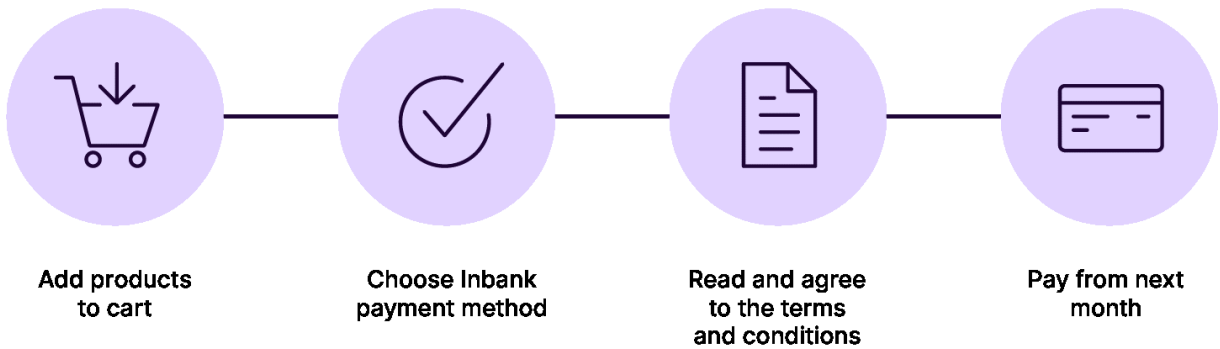 Add products
to cart
Choose Inbank
payment method
Read and agree
to the terms
and conditions
Pay from next
month